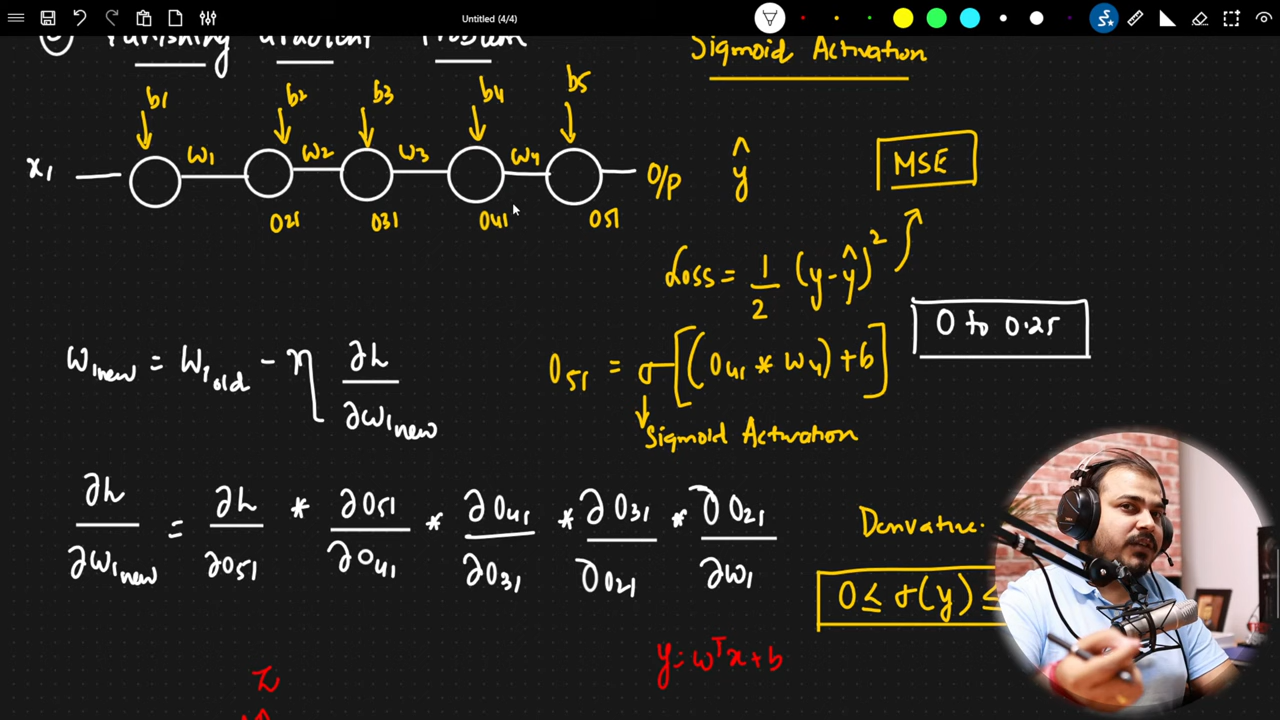 Untitled (4/4)
Vanishing Gradient Problem
Sigmoid Activation
b1 b2 b3 b4 b5
x1 w1 w2 w3 w4 O/P ŷ
MSE
O21 O31 O41 O51
Loss = 1/2 (y-ŷ)²
0 to 0.25
W1new = W1old - η ∂L/∂w1new
O51 = σ[(O41 * w4) + b]
Sigmoid Activation
∂L/∂w1new = ∂L/∂O51 * ∂O51/∂O41 * ∂O41/∂O31 * ∂O31/∂O21 * ∂O21/∂w1
Derivative.
0 ≤ σ(y) ≤
y = wᵀx + b
z